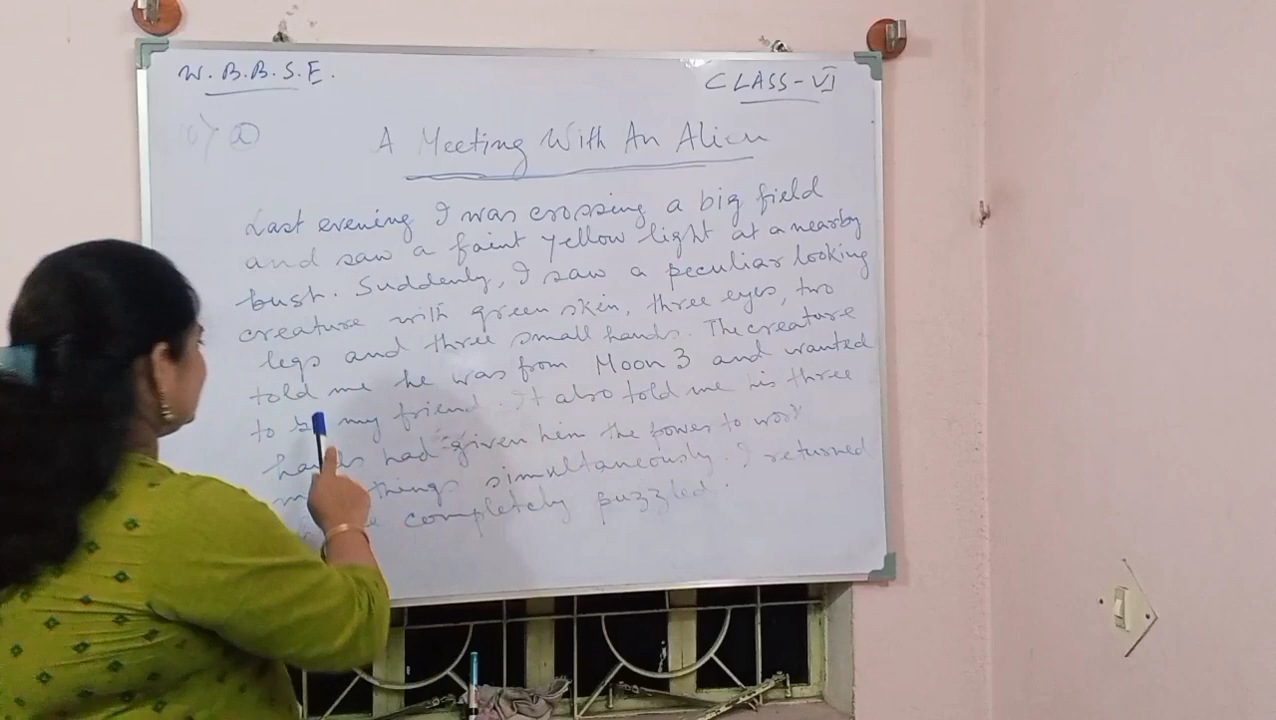 W.B.B.S.E.
CLASS-VI
a
A Meeting With An Alien
Last evening I was crossing a big field
and saw a faint yellow light at a nearby
bush. Suddenly, I saw a peculiar looking
creature with green skin, three eyes, two
legs and three small hands. The creature
told me he was from Moon 3 and wanted
to my friend. It also told me his three
had given him the power to work
things simultaneously. I returned
completely puzzled.